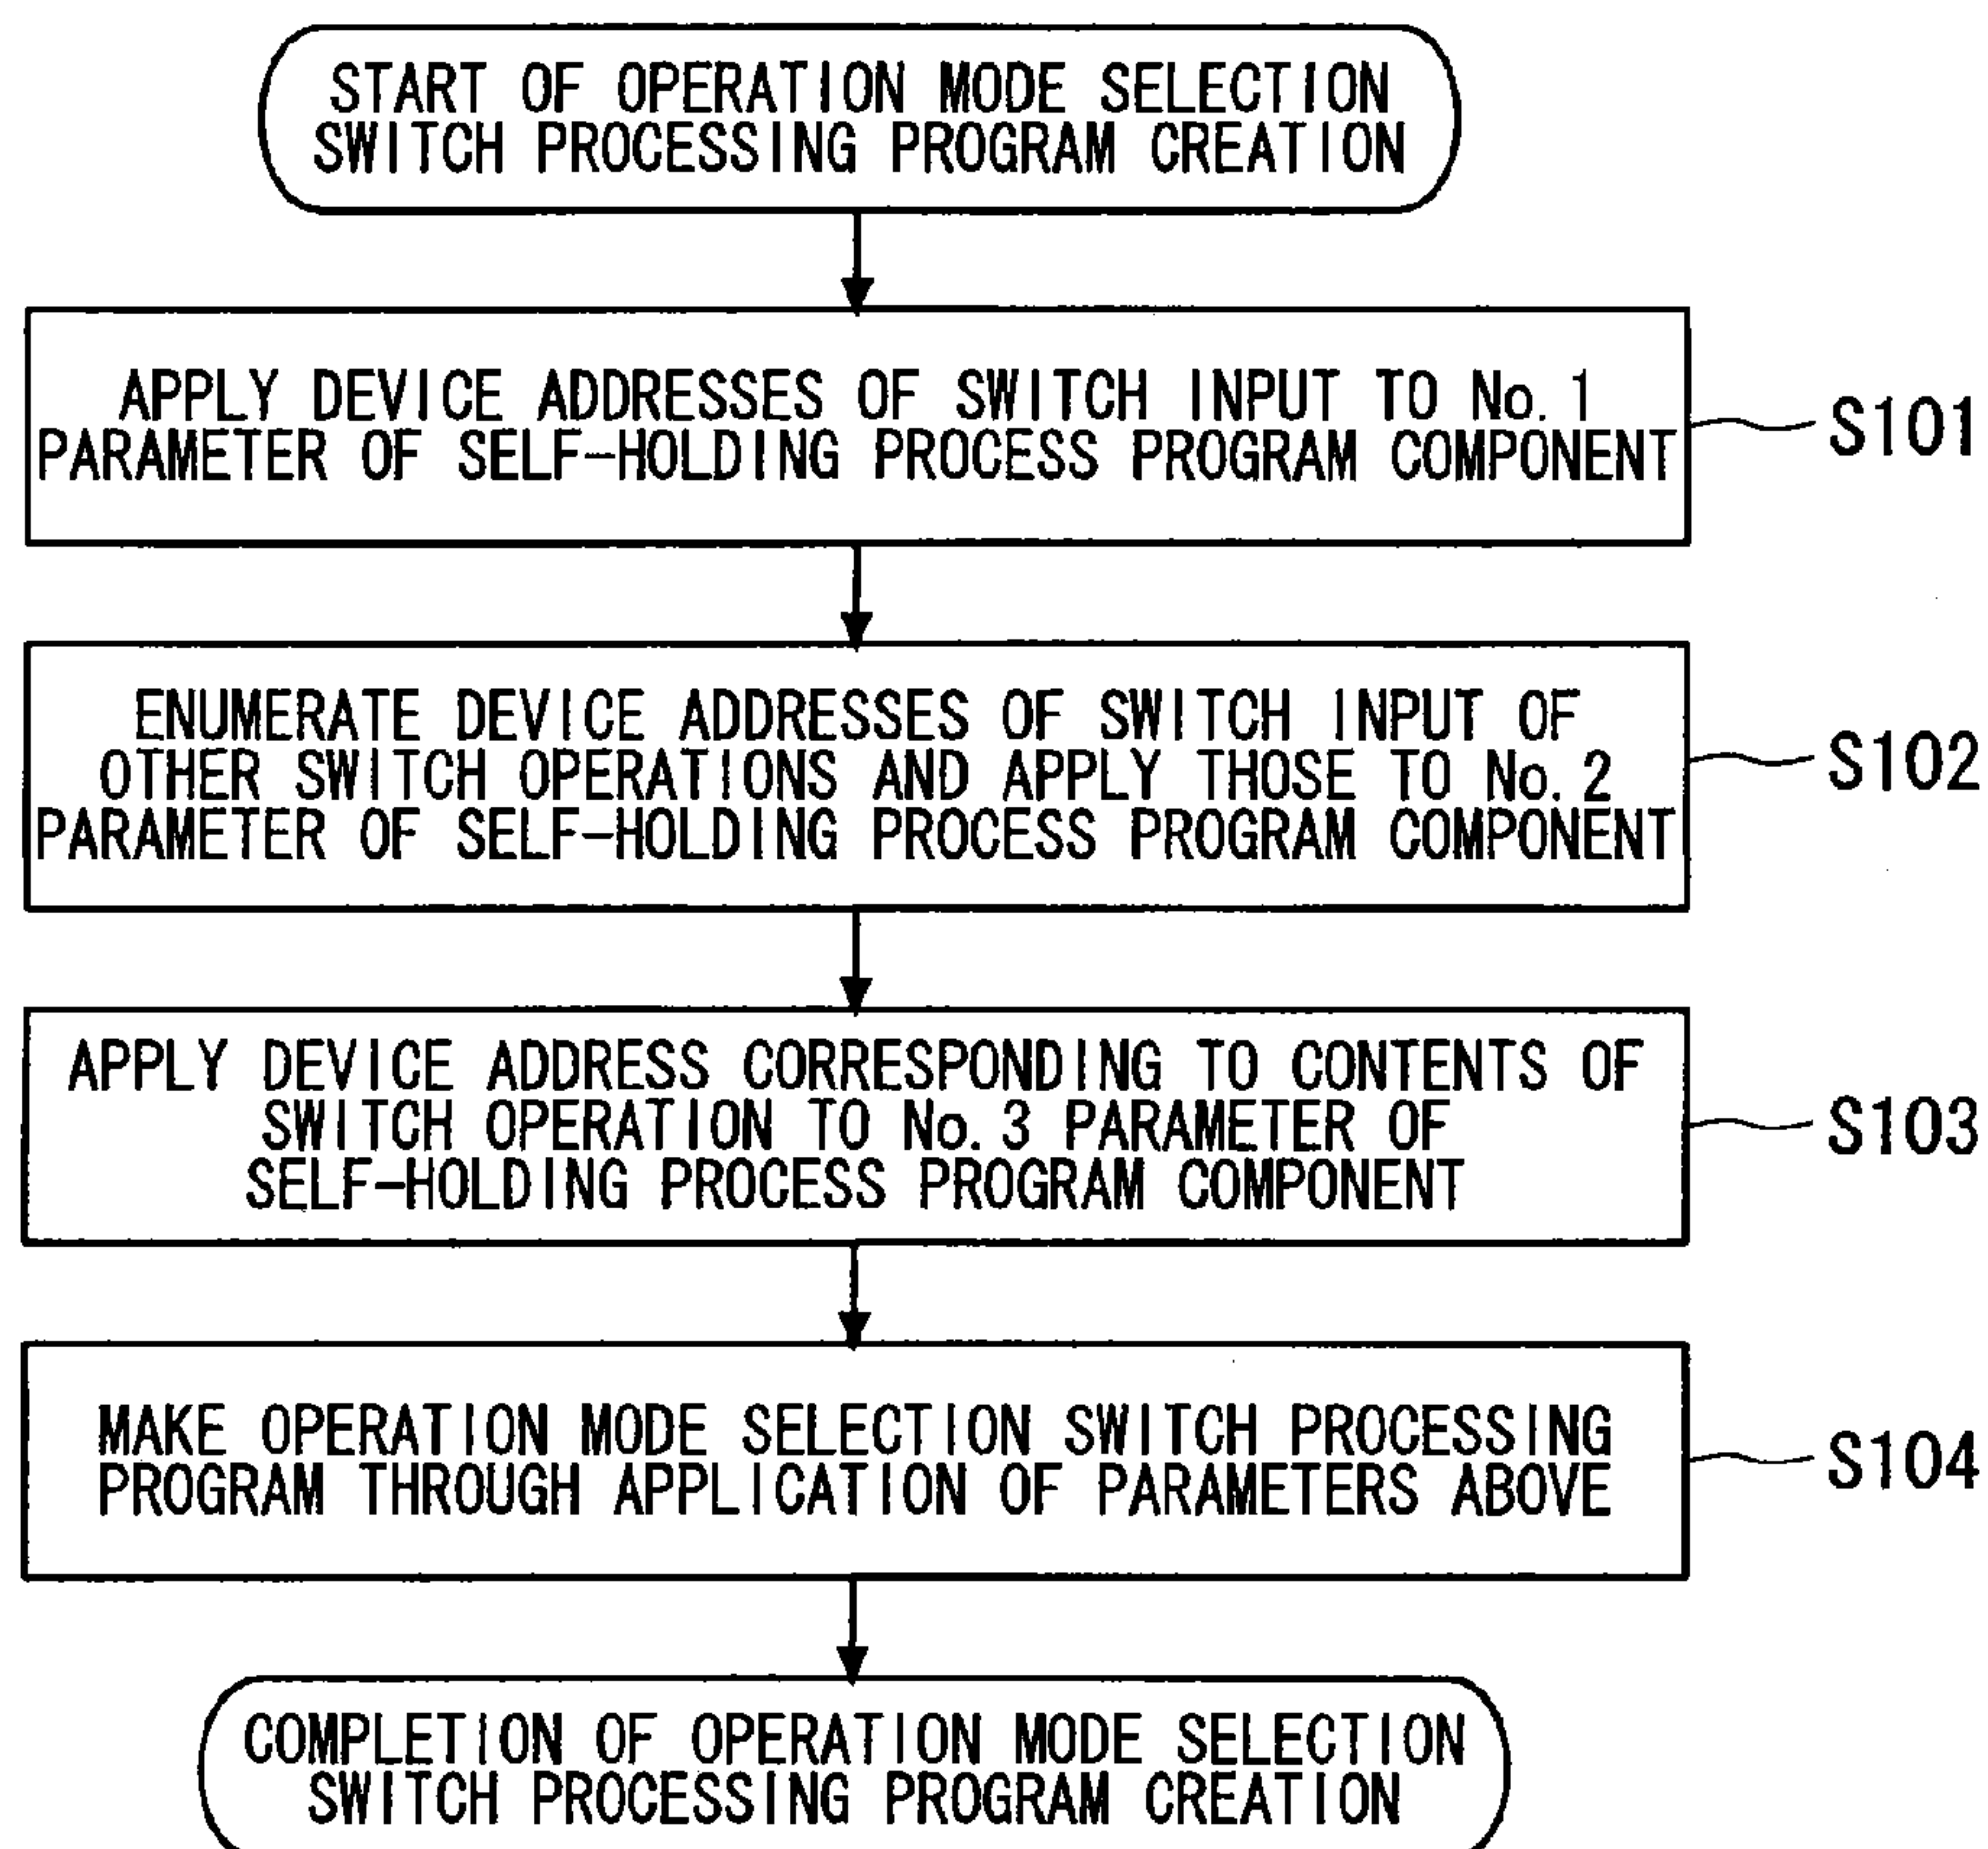 START OF OPERATION MODE SELECTION
SWITCH PROCESSING PROGRAM CREATION
APPLY DEVICE ADDRESSES OF SWITCH INPUT TO No.1
PARAMETER OF SELF-HOLDING PROCESS PROGRAM COMPONENT
S101
ENUMERATE DEVICE ADDRESSES OF SWITCH INPUT OF
OTHER SWITCH OPERATIONS AND APPLY THOSE TO No.2
PARAMETER OF SELF-HOLDING PROCESS PROGRAM COMPONENT
S102
APPLY DEVICE ADDRESS CORRESPONDING TO CONTENTS OF
SWITCH OPERATION TO No.3 PARAMETER OF
SELF-HOLDING PROCESS PROGRAM COMPONENT
S103
MAKE OPERATION MODE SELECTION SWITCH PROCESSING
PROGRAM THROUGH APPLICATION OF PARAMETERS ABOVE
S104
COMPLETION OF OPERATION MODE SELECTION
SWITCH PROCESSING PROGRAM CREATION